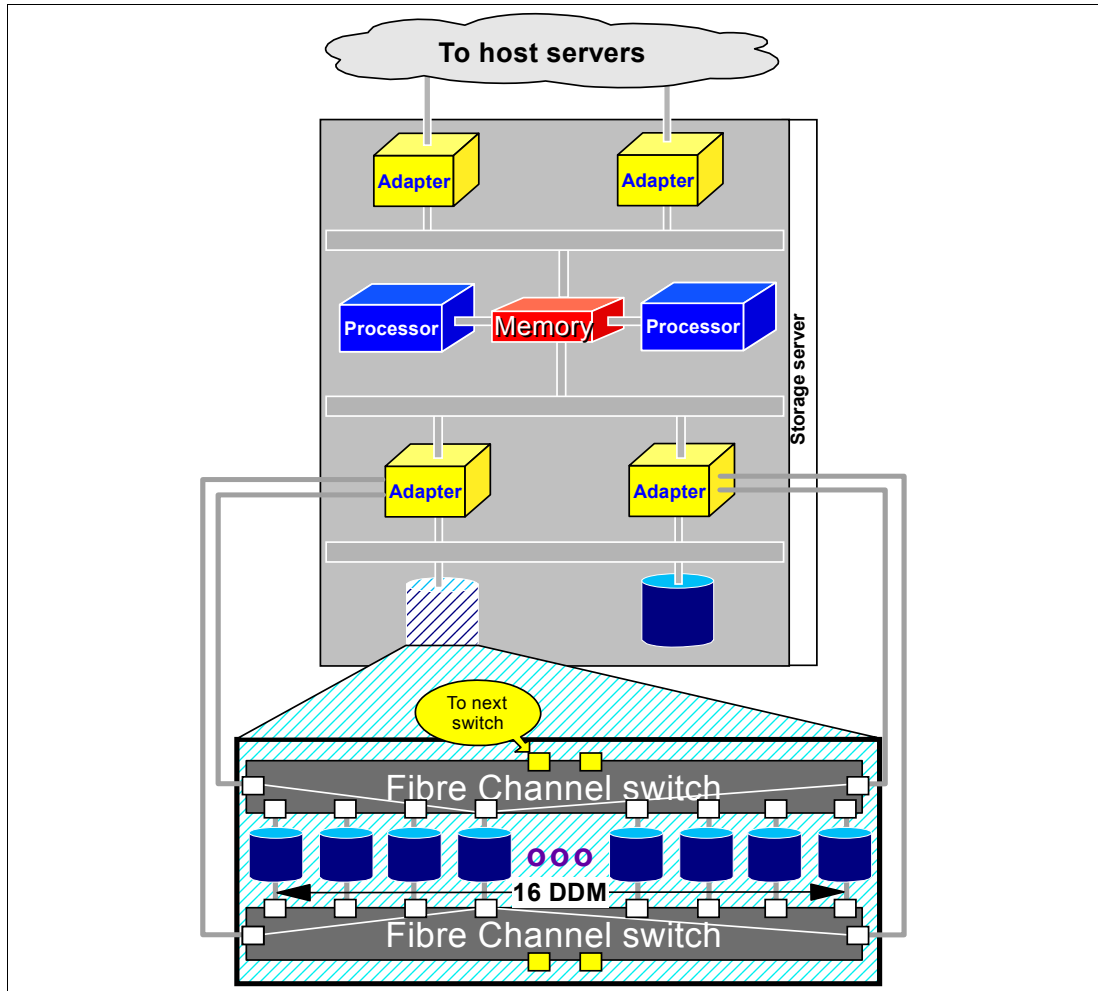 To host servers
Adapter
Adapter
Processor
Memory
Processor
Storage server
Adapter
Adapter
To next
switch
Fibre Channel switch
ooo
16 DDM
Fibre Channel switch